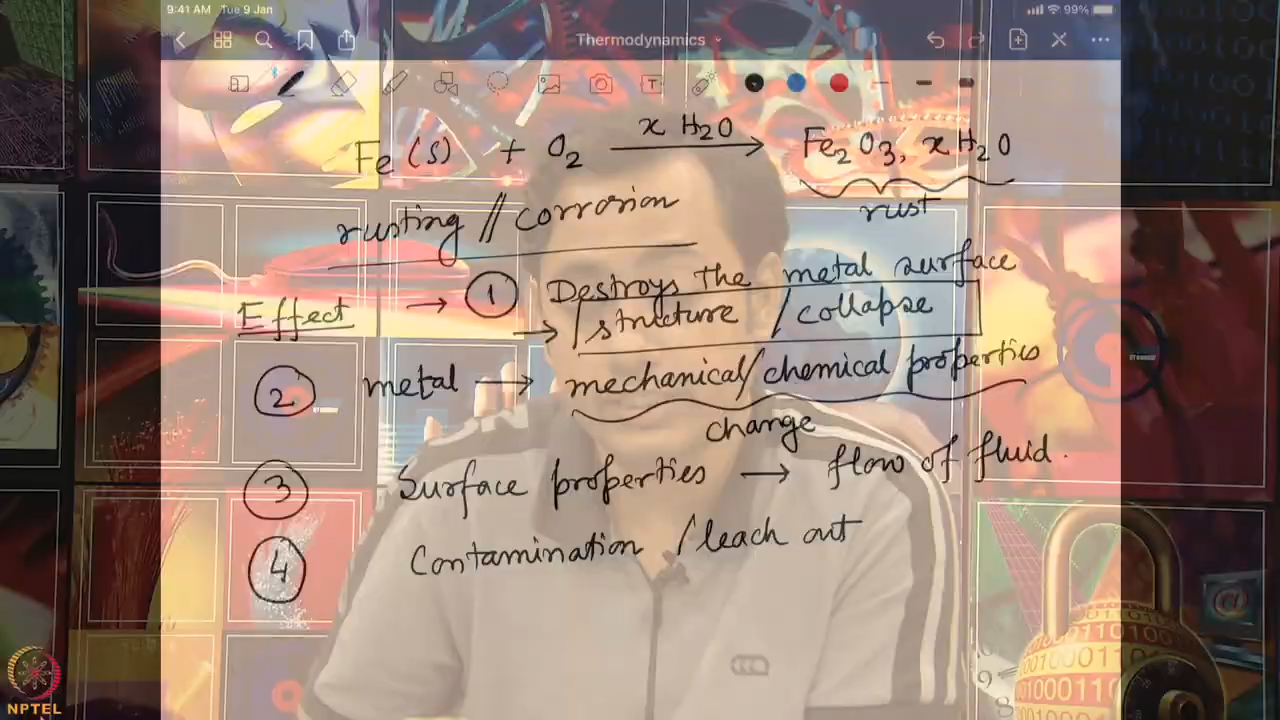 9:41 AM Tue 9 Jan
99%
Thermodynamics
T
x H2O
Fe (s) + O2 ⟶ Fe2O3, xH2O
rust
rusting // corrosion
Effect → ① Destroys the metal surface
→ structure / collapse
② metal → mechanical/chemical properties
change
③ Surface properties → flow of fluid.
④ Contamination / leach out
NPTEL